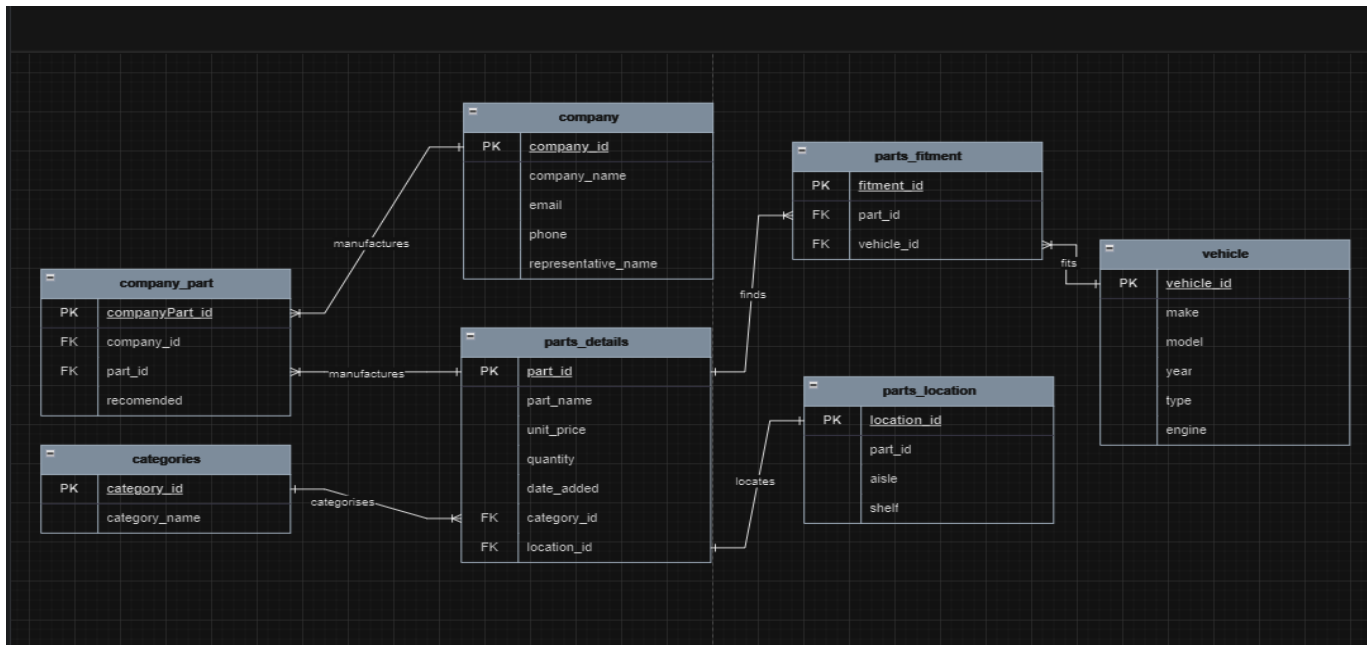 company
PK company_id
company_name
email
phone
representative_name
manufactures
company_part
PK companyPart_id
FK company_id
FK part_id
recomended
manufactures
categories
PK category_id
category_name
categorises
parts_details
PK part_id
part_name
unit_price
quantity
date_added
FK category_id
FK location_id
finds
locates
parts_fitment
PK fitment_id
FK part_id
FK vehicle_id
fits
parts_location
PK location_id
part_id
aisle
shelf
vehicle
PK vehicle_id
make
model
year
type
engine